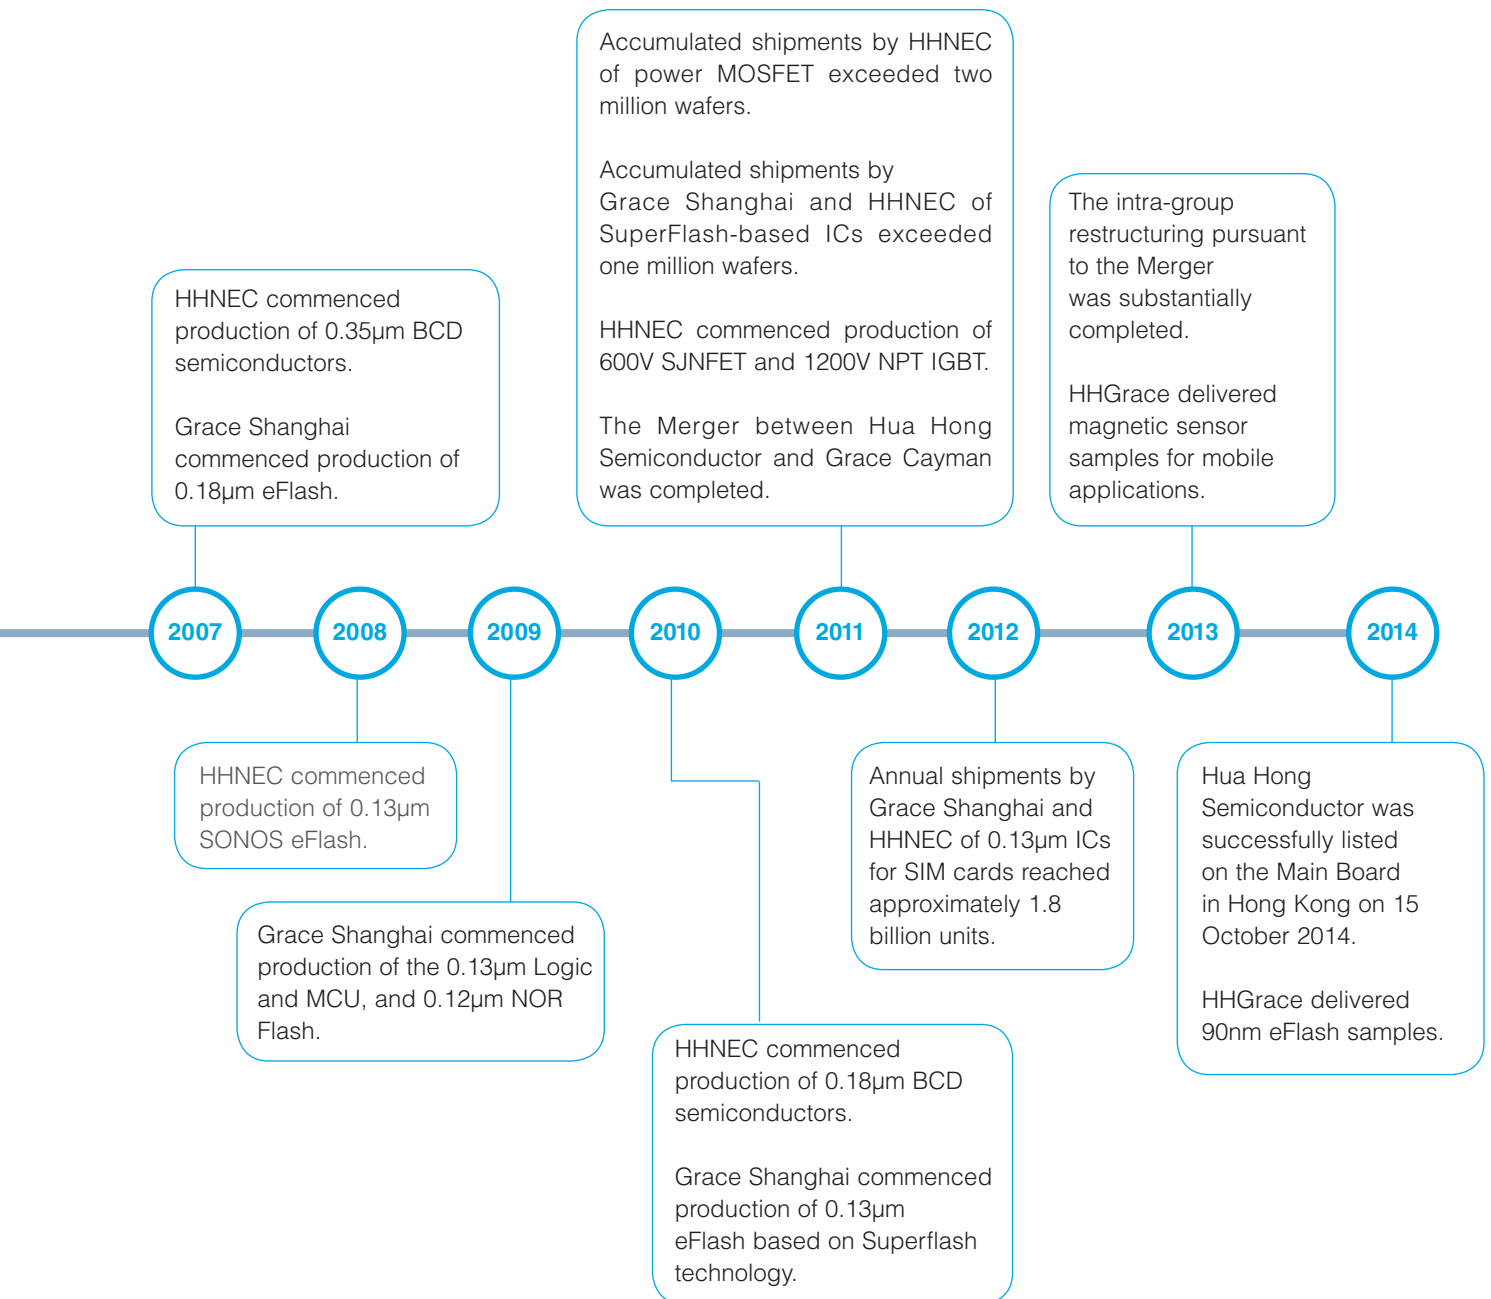 Accumulated shipments by HHNEC
of power MOSFET exceeded two
million wafers.
Accumulated shipments by
Grace Shanghai and HHNEC of
SuperFlash-based ICs exceeded
one million wafers.
HHNEC commenced production of
600V SJNFET and 1200V NPT IGBT.
The Merger between Hua Hong
Semiconductor and Grace Cayman
was completed.
The intra-group
restructuring pursuant
to the Merger
was substantially
completed.
HHGrace delivered
magnetic sensor
samples for mobile
applications.
HHNEC commenced
production of 0.35µm BCD
semiconductors.
Grace Shanghai
commenced production of
0.18µm eFlash.
2007
2008
2009
2010
2011
2012
2013
2014
HHNEC commenced
production of 0.13µm
SONOS eFlash.
Grace Shanghai commenced
production of the 0.13µm Logic
and MCU, and 0.12µm NOR
Flash.
HHNEC commenced
production of 0.18µm BCD
semiconductors.
Grace Shanghai commenced
production of 0.13µm
eFlash based on Superflash
technology.
Annual shipments by
Grace Shanghai and
HHNEC of 0.13µm ICs
for SIM cards reached
approximately 1.8
billion units.
Hua Hong
Semiconductor was
successfully listed
on the Main Board
in Hong Kong on 15
October 2014.
HHGrace delivered
90nm eFlash samples.